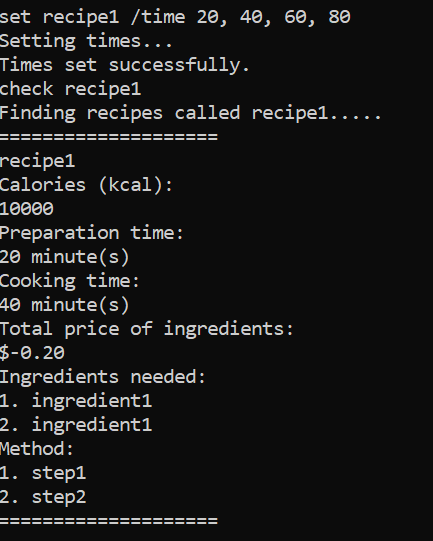 set recipe1 /time 20, 40, 60, 80
Setting times...
Times set successfully.
check recipe1
Finding recipes called recipe1.....
====================
recipe1
Calories (kcal):
10000
Preparation time:
20 minute(s)
Cooking time:
40 minute(s)
Total price of ingredients:
$-0.20
Ingredients needed:
1. ingredient1
2. ingredient1
Method:
1. step1
2. step2
====================